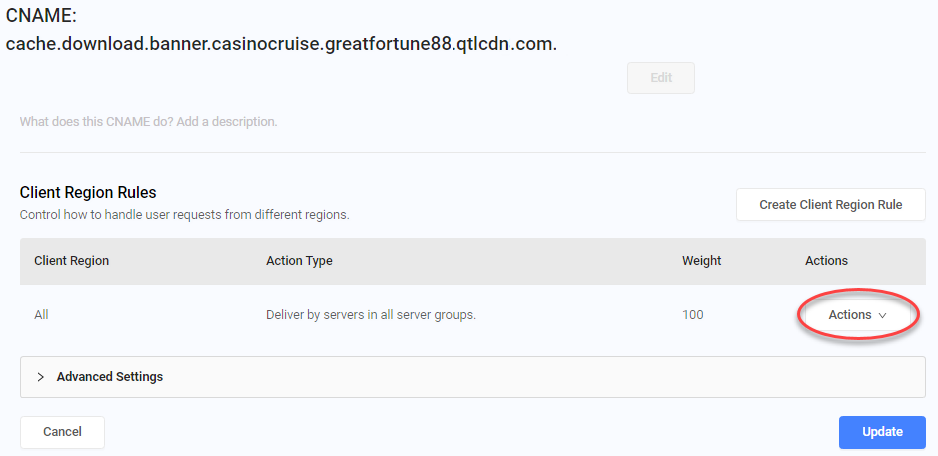 CNAME:
cache.download.banner.casinocruise.greatfortune88.qtlcdn.com.
Edit
What does this CNAME do? Add a description.
Client Region Rules
Control how to handle user requests from different regions.
Create Client Region Rule
Client Region Action Type Weight Actions
All Deliver by servers in all server groups. 100 Actions
Advanced Settings
Cancel Update